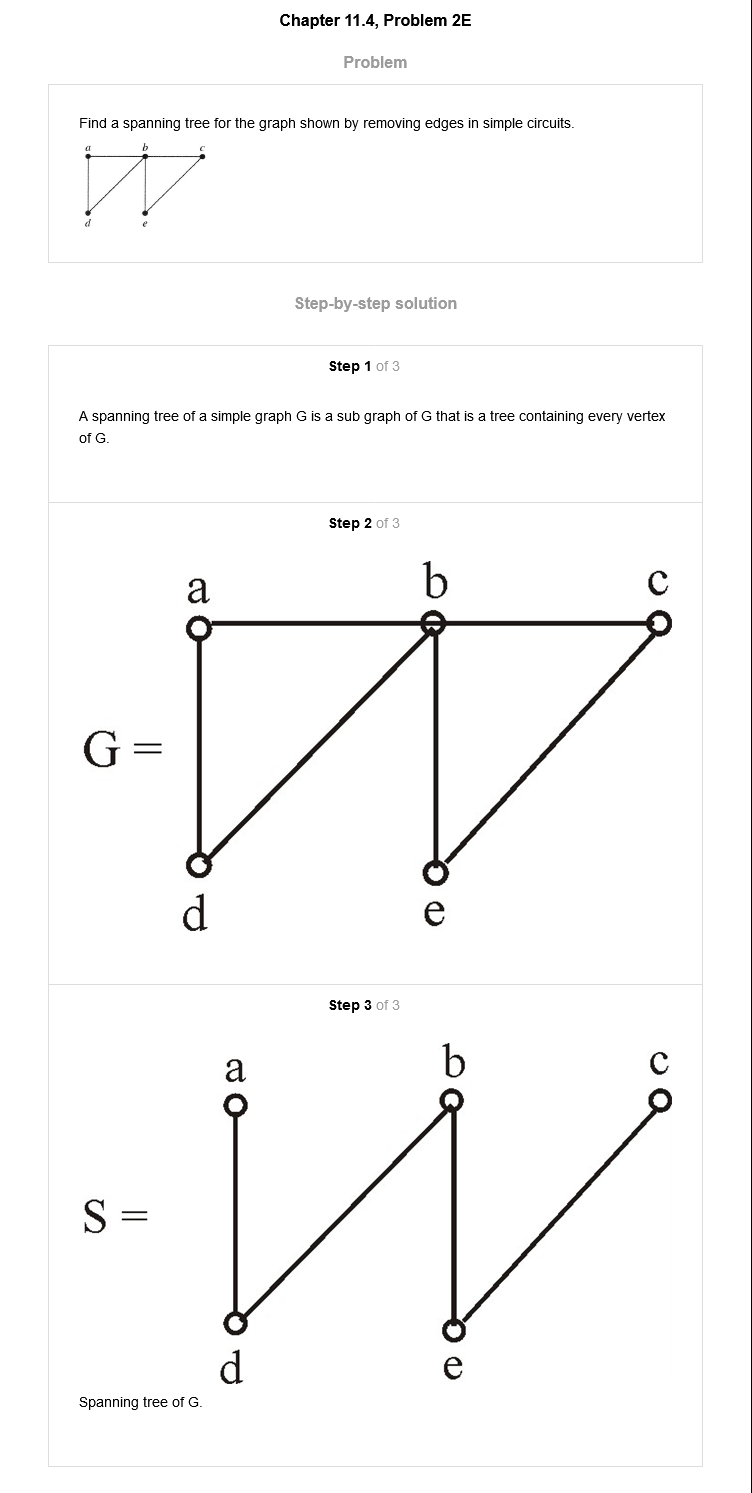 Chapter 11.4, Problem 2E
Problem
Find a spanning tree for the graph shown by removing edges in simple circuits.
a b c
d e
Step-by-step solution
Step 1 of 3
A spanning tree of a simple graph G is a sub graph of G that is a tree containing every vertex
of G.
Step 2 of 3
a b c
G =
d e
Step 3 of 3
a b c
S =
d e
Spanning tree of G.